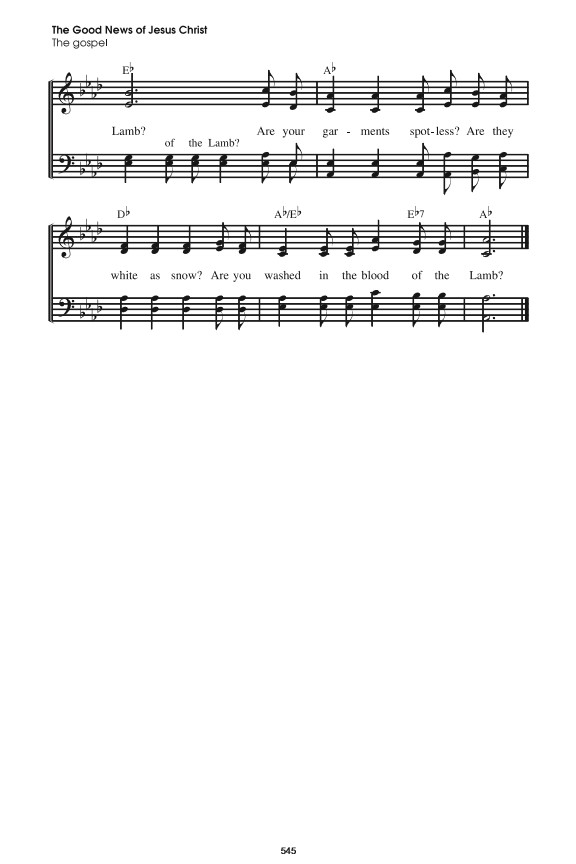 The Good News of Jesus Christ
The gospel
E♭ A♭
Lamb? Are your gar - ments spot-less? Are they
of the Lamb?
D♭ A♭/E♭ E♭7 A♭
white as snow? Are you washed in the blood of the Lamb?
545